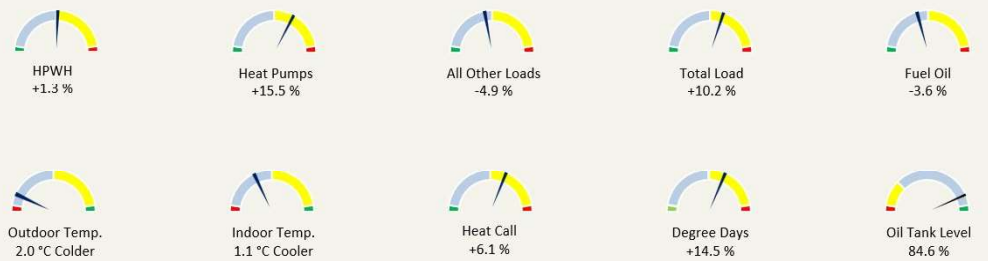 HPWH
+1.3 %
Heat Pumps
+15.5 %
All Other Loads
-4.9 %
Total Load
+10.2 %
Fuel Oil
-3.6 %
Outdoor Temp.
2.0 °C Colder
Indoor Temp.
1.1 °C Cooler
Heat Call
+6.1 %
Degree Days
+14.5 %
Oil Tank Level
84.6 %